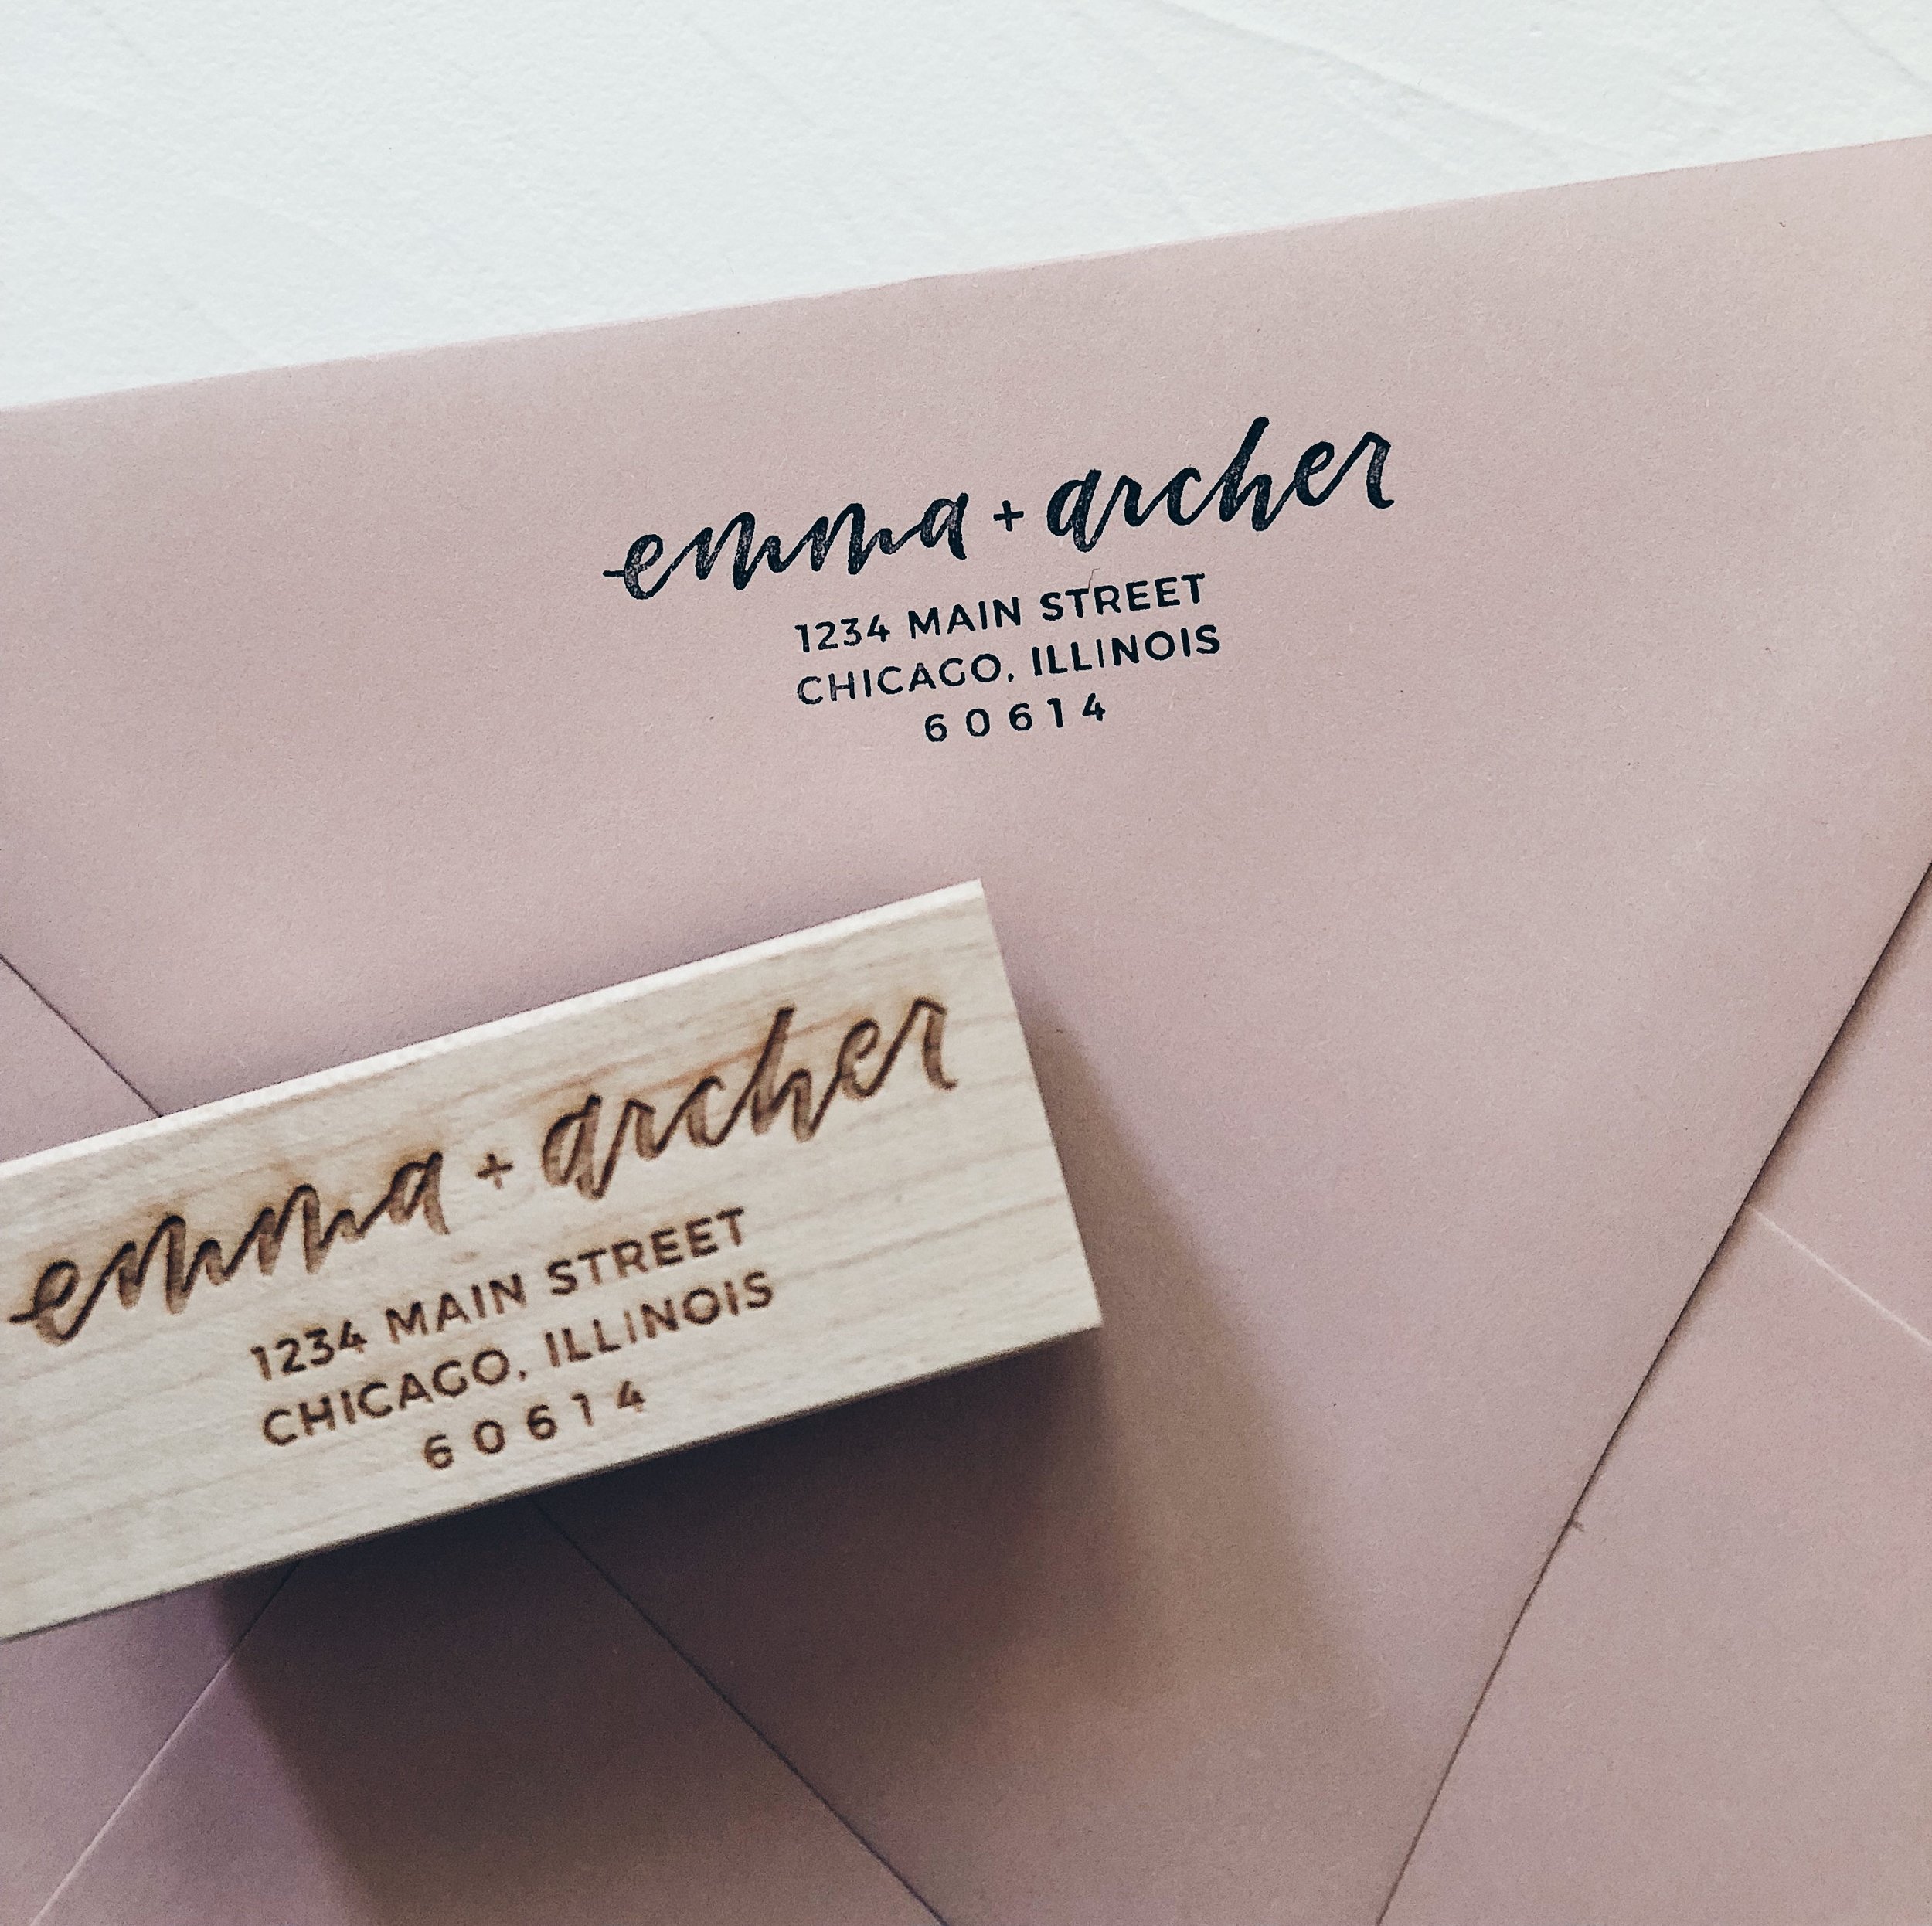 emma + archer
1234 MAIN STREET
CHICAGO, ILLINOIS
60614
emma + archer
1234 MAIN STREET
CHICAGO, ILLINOIS
60614